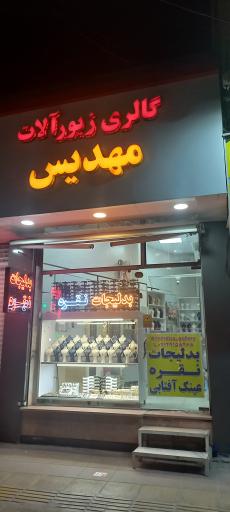 گالری زیورآلات
مهدیس
بدلیجات نقره
بدلیجات
نقره
بدلیجات
نقره
عینک آفتابی